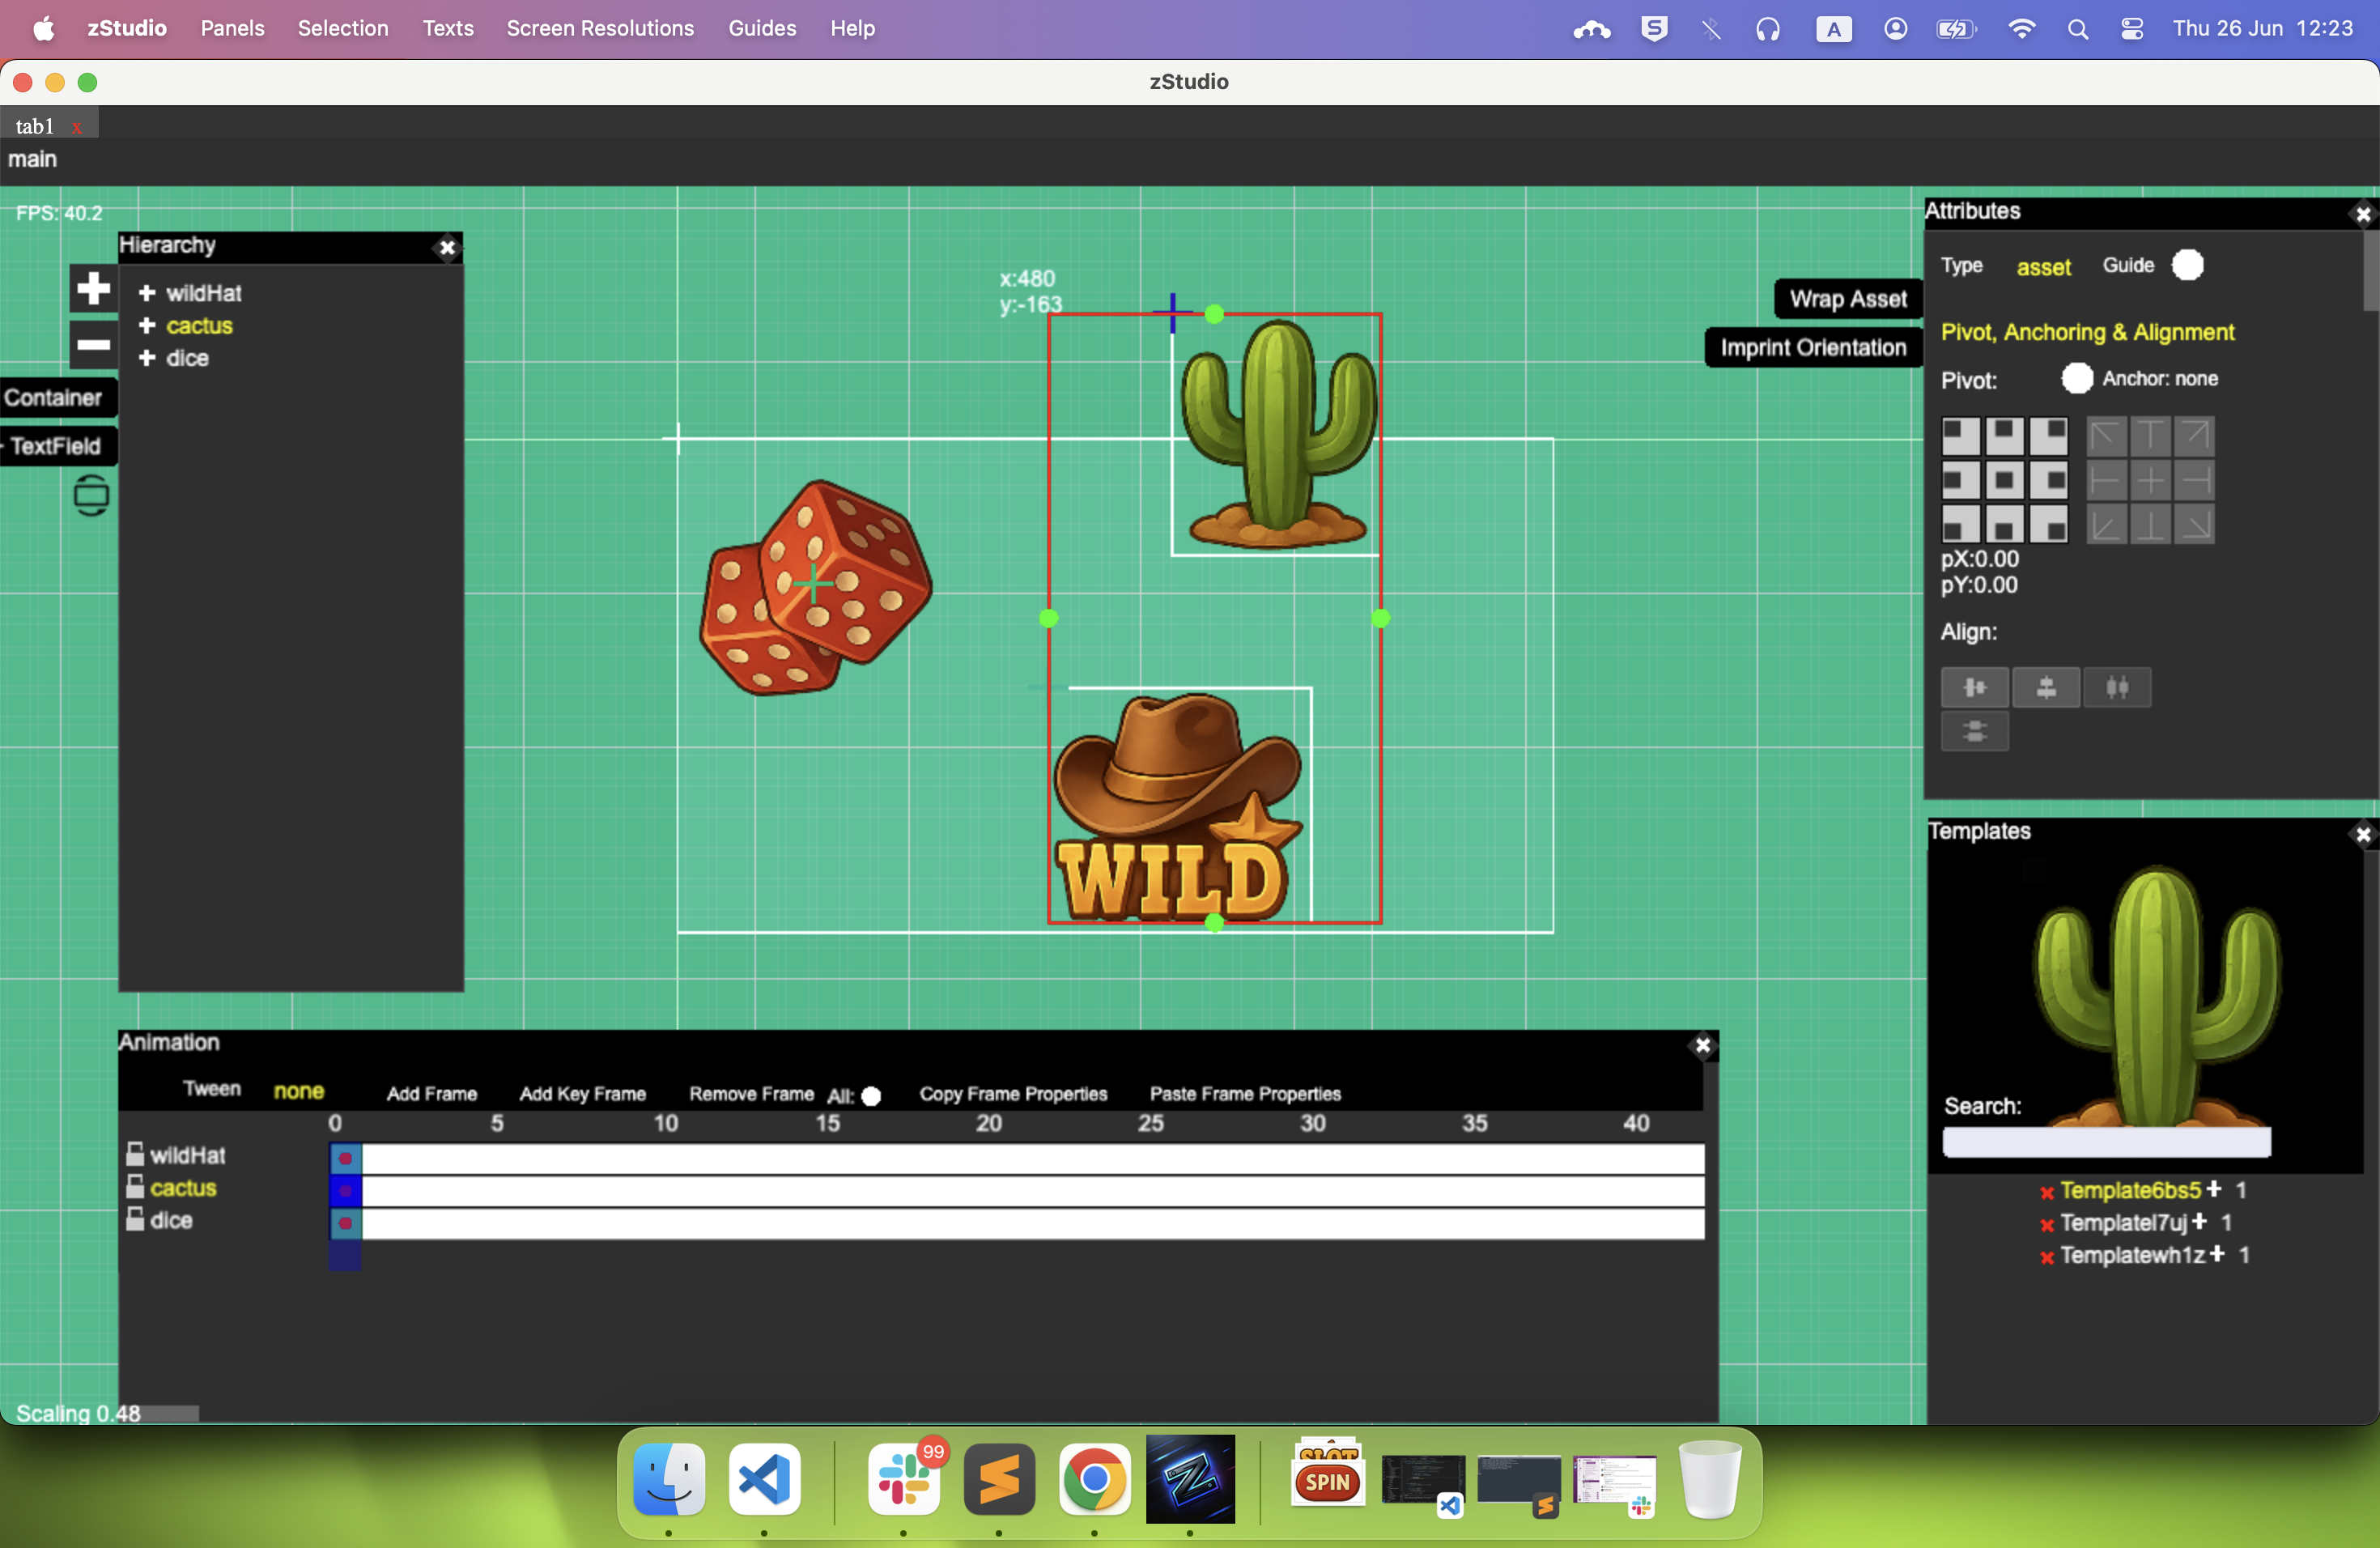 zStudio Panels Selection Texts Screen Resolutions Guides Help A Thu 26 Jun 12:23
zStudio
tab1 x
main
FPS: 40.2
Hierarchy
wildHat
cactus
dice
Container
TextField
x:480
y:-163
WILD
Wrap Asset
Imprint Orientation
Attributes
Type asset Guide
Pivot, Anchoring & Alignment
Pivot: Anchor: none
pX:0.00
pY:0.00
Align:
Templates
Search:
Template6bs5 1
Templatel7uj 1
Templatewh1z 1
Animation
Tween none Add Frame Add Key Frame Remove Frame All: Copy Frame Properties Paste Frame Properties
0 5 10 15 20 25 30 35 40
wildHat
cactus
dice
Scaling 0.48
99
SLOT
SPIN